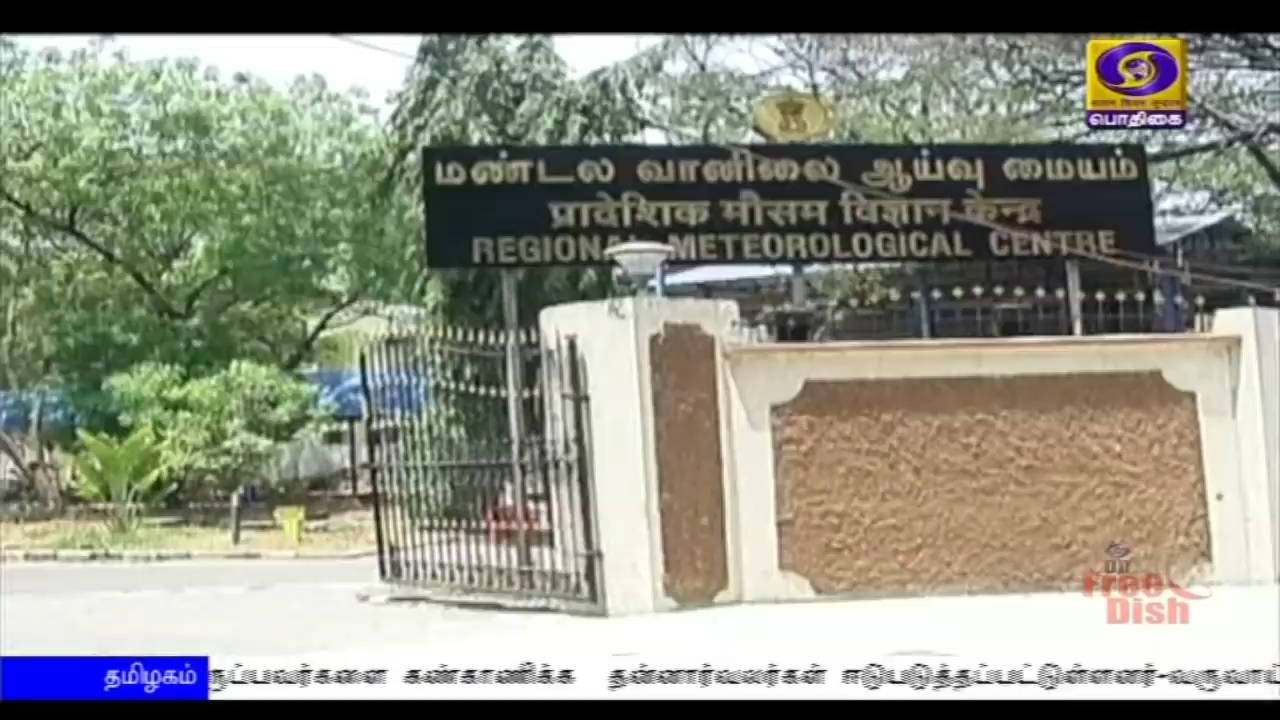 பொதிகை
மண்டல வானிலை ஆய்வு மையம்
प्रादेशिक मौसम विज्ञान केन्द्र
REGIONAL METEOROLOGICAL CENTRE
Free
Dish
தமிழகம்
கண்காணிக்க தன்னார்வலர்கள் ஈடுபடுத்தப்பட்டுள்ளனர்-வருவாய்